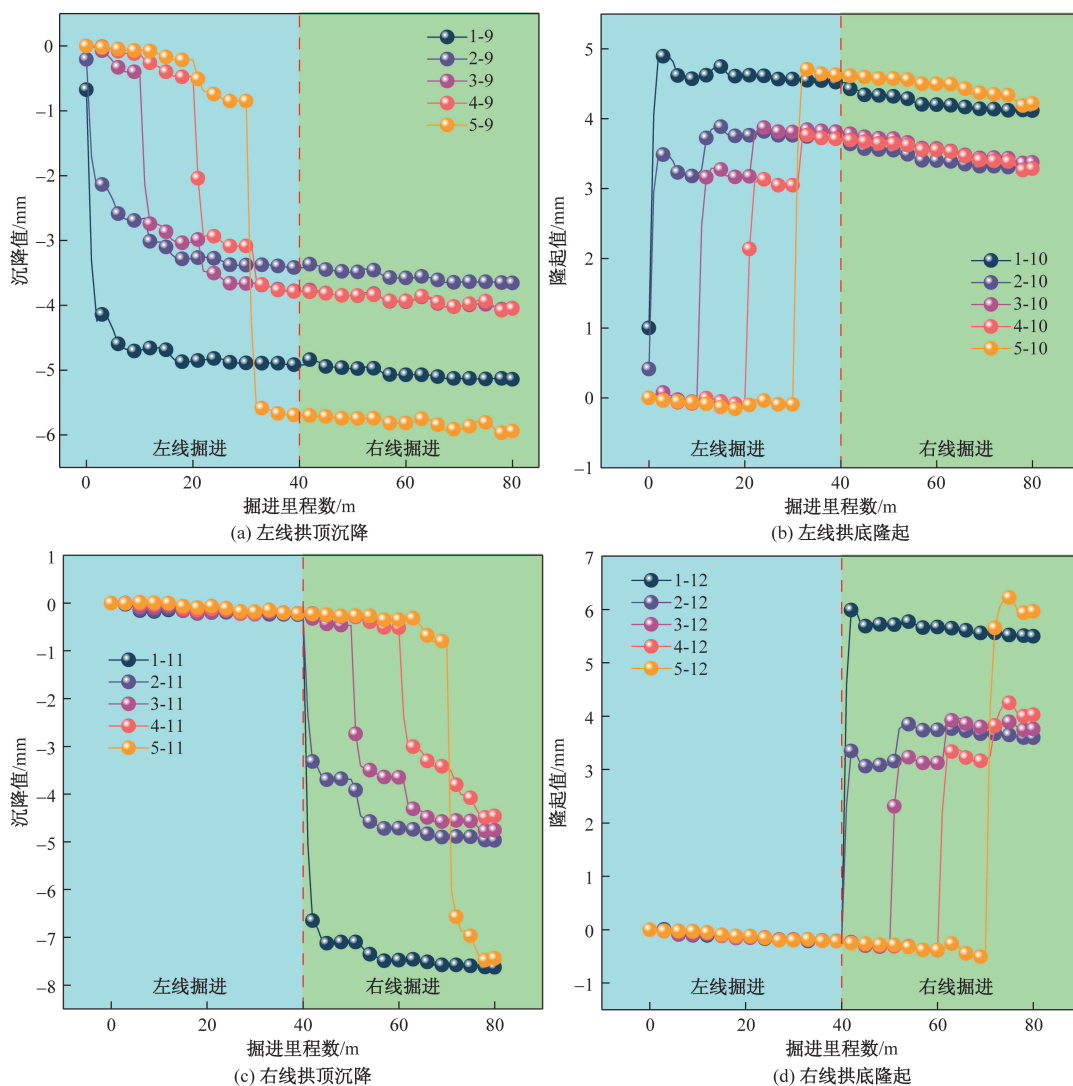 0
−1
−2
−3
−4
−5
−6
沉降值/mm
1-9
2-9
3-9
4-9
5-9
左线掘进
右线掘进
0 20 40 60 80
掘进里程数/m
(a) 左线拱顶沉降
5
4
3
2
1
0
−1
隆起值/mm
1-10
2-10
3-10
4-10
5-10
左线掘进
右线掘进
0 20 40 60 80
掘进里程数/m
(b) 左线拱底隆起
1
0
−1
−2
−3
−4
−5
−6
−7
−8
沉降值/mm
1-11
2-11
3-11
4-11
5-11
左线掘进
右线掘进
0 20 40 60 80
掘进里程数/m
(c) 右线拱顶沉降
7
6
5
4
3
2
1
0
−1
隆起值/mm
1-12
2-12
3-12
4-12
5-12
左线掘进
右线掘进
0 20 40 60 80
掘进里程数/m
(d) 右线拱底隆起